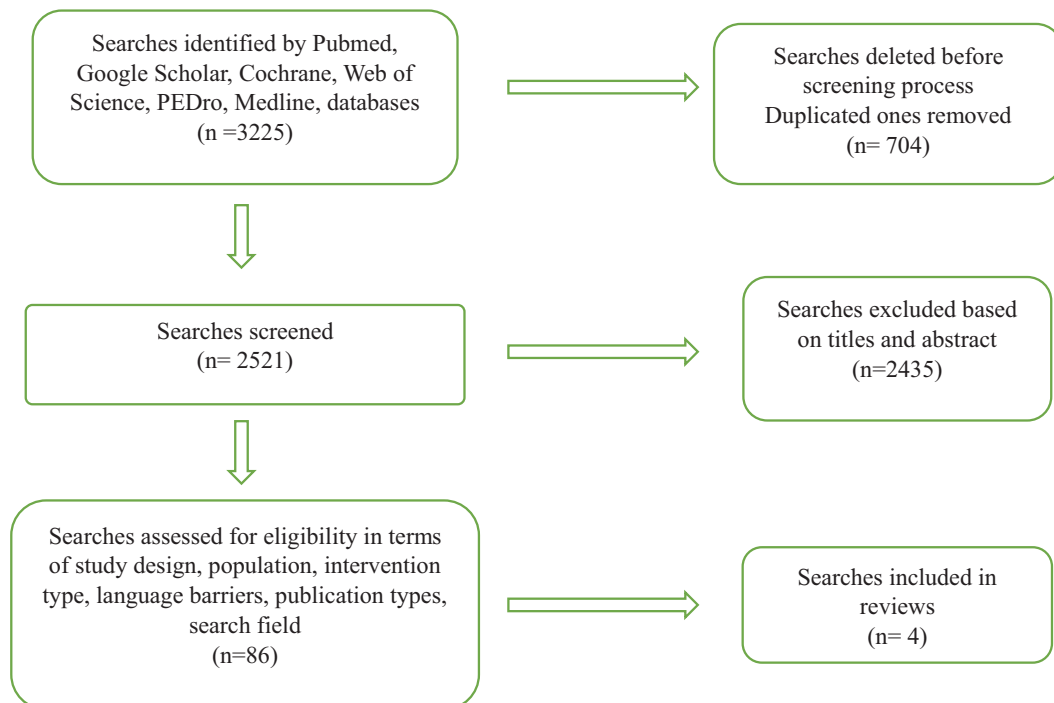 Searches identified by Pubmed,
Google Scholar, Cochrane, Web of
Science, PEDro, Medline, databases
(n =3225)
Searches deleted before
screening process
Duplicated ones removed
(n= 704)
Searches screened
(n= 2521)
Searches excluded based
on titles and abstract
(n=2435)
Searches assessed for eligibility in terms
of study design, population, intervention
type, language barriers, publication types,
search field
(n=86)
Searches included in
reviews
(n= 4)